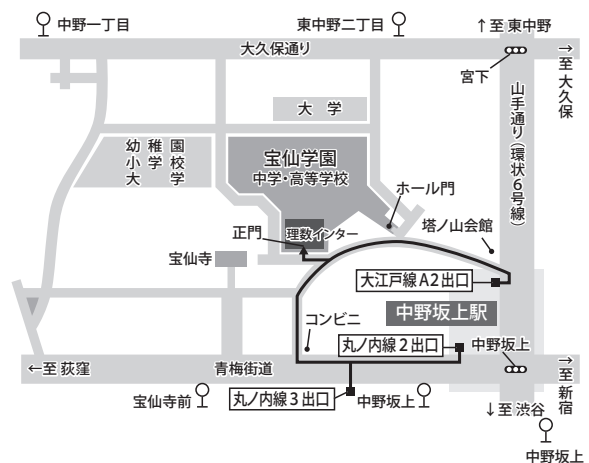 中野一丁目
東中野二丁目
↑至 東中野
大久保通り
→至 大久保
宮下
山手通り(環状6号線)
大 学
幼 稚 園
小 学 校
大 学
宝仙学園
中学・高等学校
ホール門
塔ノ山会館
正門
理数インター
宝仙寺
大江戸線A2出口
中野坂上駅
コンビニ
丸ノ内線2出口
中野坂上
←至 荻窪
青梅街道
→至 新宿
宝仙寺前
丸ノ内線3出口
中野坂上
↓至 渋谷
中野坂上